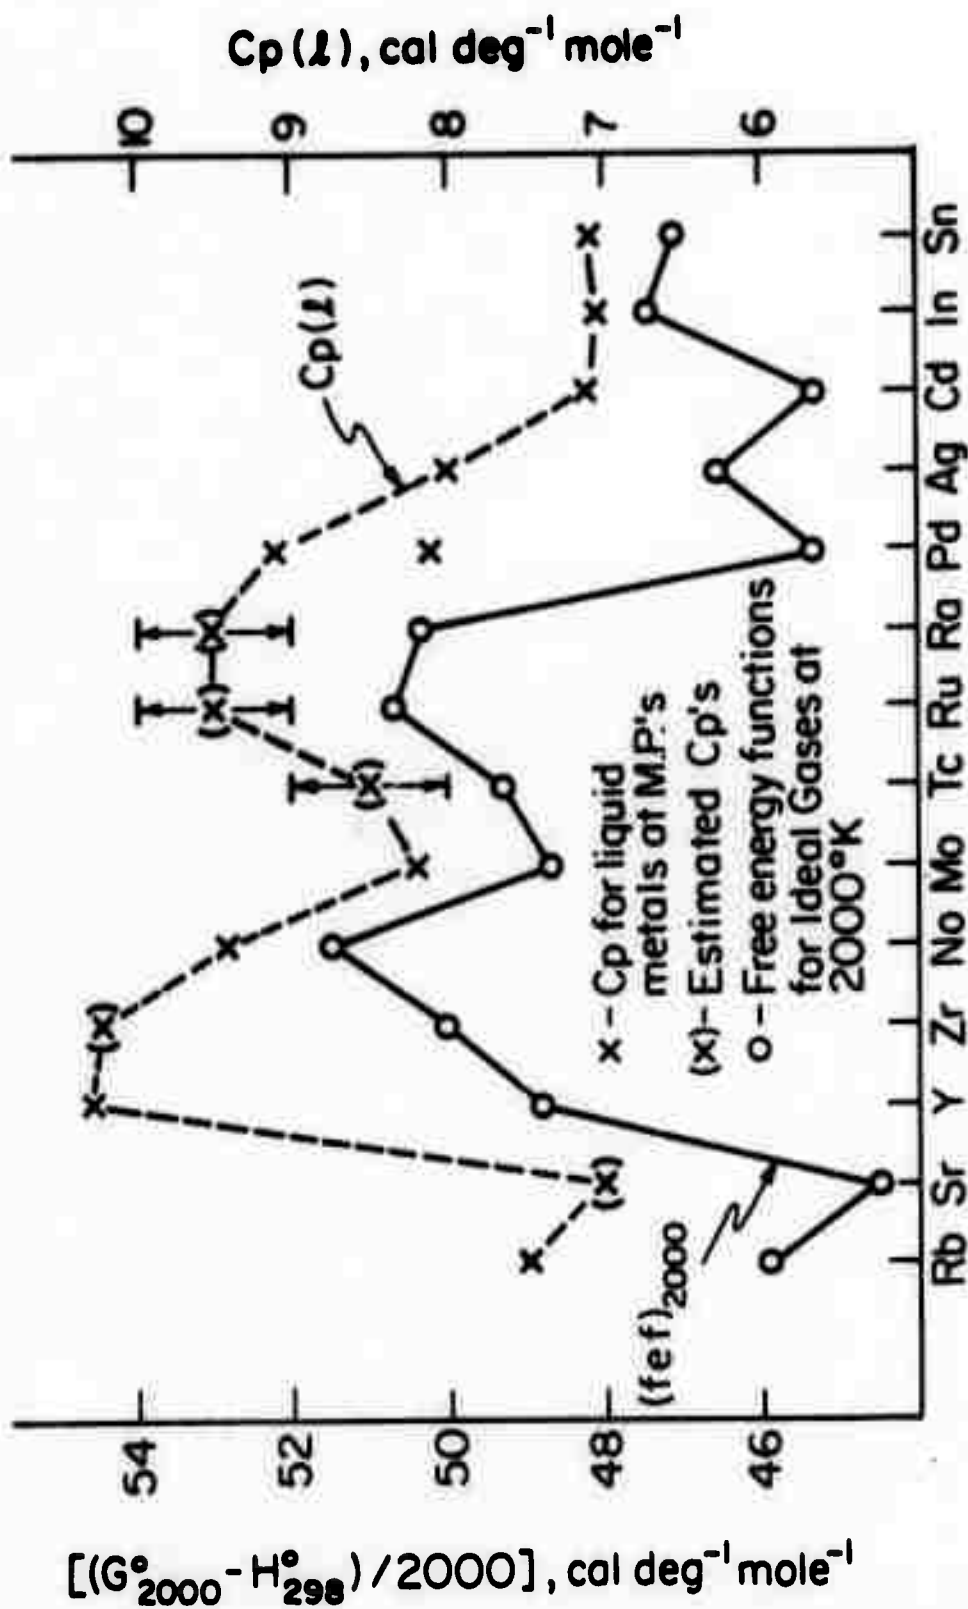 Cp(ℓ), cal deg⁻¹ mole⁻¹
10 9 8 7 6
Cp(ℓ)
(fef)₂₀₀₀
x – Cp for liquid
metals at M.P.'s
(x)– Estimated Cp's
o – Free energy functions
for Ideal Gases at
2000°K
Rb Sr Y Zr No Mo Tc Ru Ra Pd Ag Cd In Sn
54 52 50 48 46
[(G°₂₀₀₀-H°₂₉₈)/2000], cal deg⁻¹ mole⁻¹